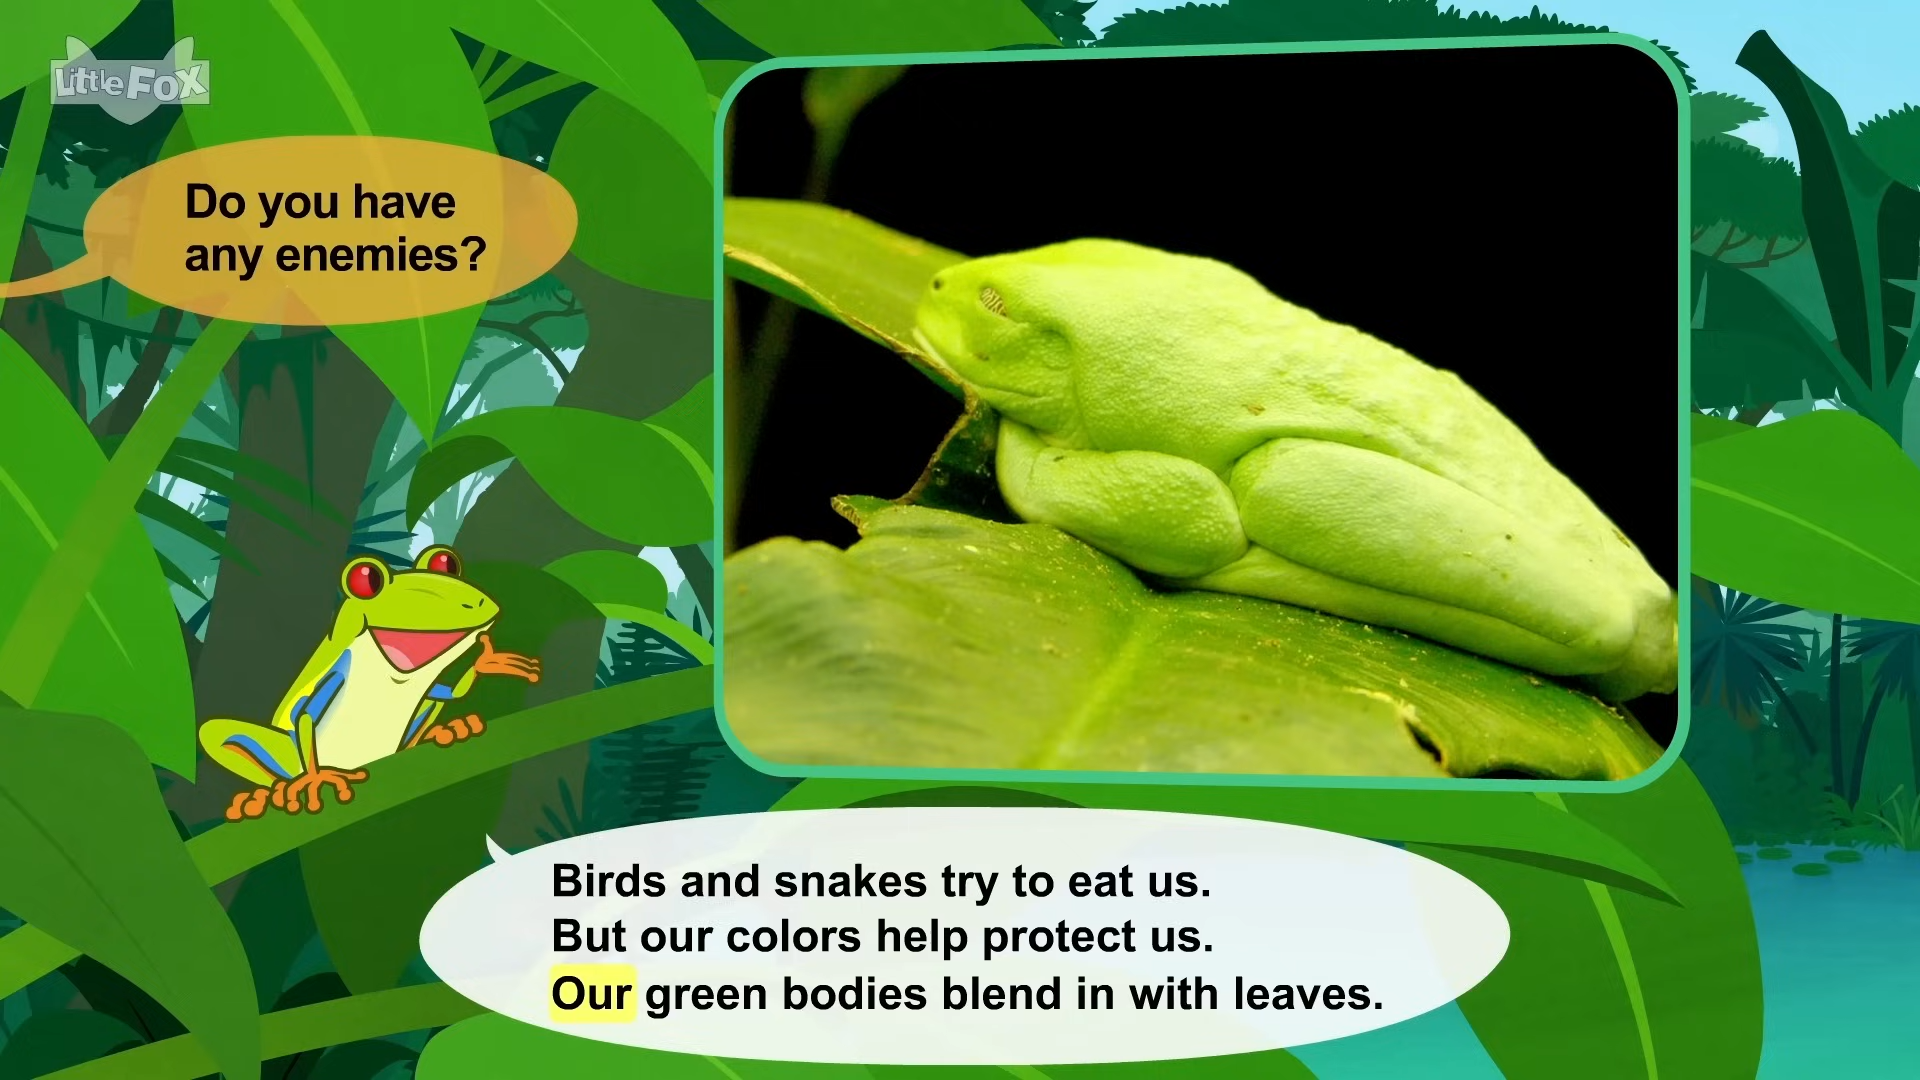 Little Fox
Do you have
any enemies?
Birds and snakes try to eat us.
But our colors help protect us.
Our green bodies blend in with leaves.